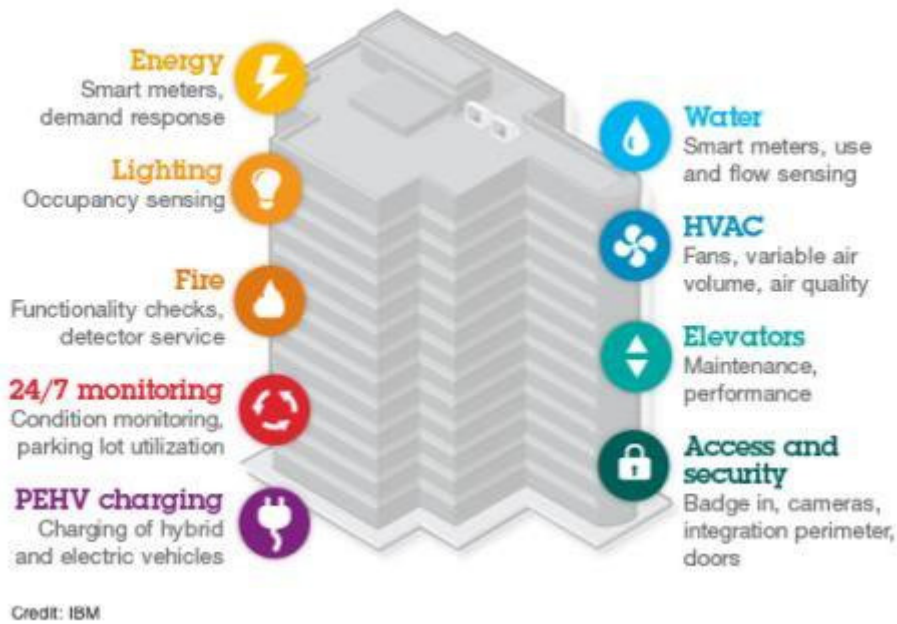 Energy
Smart meters,
demand response
Lighting
Occupancy sensing
Fire
Functionality checks,
detector service
24/7 monitoring
Condition monitoring,
parking lot utilization
PEHV charging
Charging of hybrid
and electric vehicles
Water
Smart meters, use
and flow sensing
HVAC
Fans, variable air
volume, air quality
Elevators
Maintenance,
performance
Access and
security
Badge in, cameras,
integration perimeter,
doors
Credit: IBM